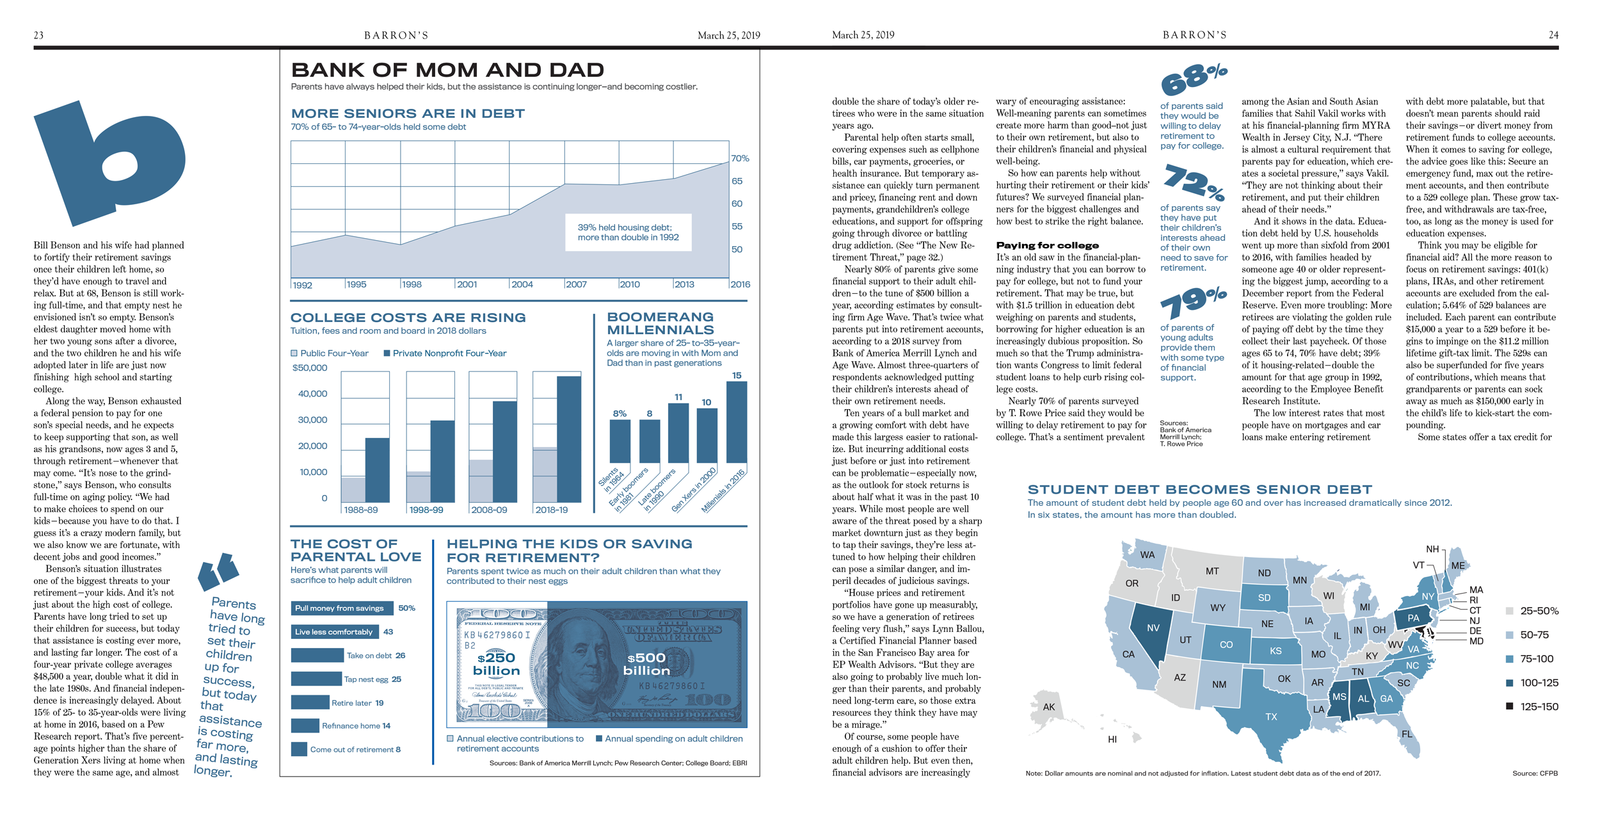 23
BARRON'S
March 25, 2019
b
Bill Benson and his wife had planned
to fortify their retirement savings
once their children left home, so
they'd have enough to travel and
relax. But at 68, Benson is still work-
ing full-time, and that empty nest he
envisioned isn't so empty. Benson's
eldest daughter moved home with
her two young sons after a divorce,
and the two children he and his wife
adopted later in life are just now
finishing high school and starting
college.
Along the way, Benson exhausted
a federal pension to pay for one
son's special needs, and he expects
to keep supporting that son, as well
as his grandsons, now ages 3 and 5,
through retirement—whenever that
may come. "It's nose to the grind-
stone," says Benson, who consults
full-time on aging policy. "We had
to make choices to spend on our
kids—because you have to do that. I
guess it's a crazy modern family, but
we also know we are fortunate, with
decent jobs and good incomes."
Benson's situation illustrates
one of the biggest threats to your
retirement—your kids. And it's not
just about the high cost of college.
Parents have long tried to set up
their children for success, but today
that assistance is costing ever more,
and lasting far longer. The cost of a
four-year private college averages
$48,500 a year, double what it did in
the late 1980s. And financial indepen-
dence is increasingly delayed. About
15% of 25- to 35-year-olds were living
at home in 2016, based on a Pew
Research report. That's five percent-
age points higher than the share of
Generation Xers living at home when
they were the same age, and almost
“
Parents
have long
tried to
set their
children
up for
success,
but today
that
assistance
is costing
far more,
and lasting
longer.
BANK OF MOM AND DAD
Parents have always helped their kids, but the assistance is continuing longer—and becoming costlier.
MORE SENIORS ARE IN DEBT
70% of 65- to 74-year-olds held some debt
70%
65
60
55
50
39% held housing debt:
more than double in 1992
1992
1995
1998
2001
2004
2007
2010
2013
2016
COLLEGE COSTS ARE RISING
Tuition, fees and room and board in 2018 dollars
Public Four-Year
Private Nonprofit Four-Year
$50,000
40,000
30,000
20,000
10,000
0
1988-89
1998-99
2008-09
2018-19
BOOMERANG
MILLENNIALS
A larger share of 25- to-35-year-
olds are moving in with Mom and
Dad than in past generations
8%
8
11
10
15
Silents
in 1964
Early boomers
in 1981
Late boomers
in 1990
Gen Xers in 2000
Millenials in 2016
THE COST OF
PARENTAL LOVE
Here's what parents will
sacrifice to help adult children
Pull money from savings 50%
Live less comfortably 43
Take on debt 26
Tap nest egg 25
Retire later 19
Refinance home 14
Come out of retirement 8
HELPING THE KIDS OR SAVING
FOR RETIREMENT?
Parents spent twice as much on their adult children than what they
contributed to their nest eggs
FEDERAL RESERVE NOTE
THE UNITED STATES
OF AMERICA
KB46279860 I
B2
$250
billion
$500
billion
KB46279860 I
100
100
ONE HUNDRED DOLLARS
Annual elective contributions to
retirement accounts
Annual spending on adult children
Sources: Bank of America Merrill Lynch; Pew Research Center; College Board; EBRI
March 25, 2019
BARRON'S
24
double the share of today's older re-
tirees who were in the same situation
years ago.
Parental help often starts small,
covering expenses such as cellphone
bills, car payments, groceries, or
health insurance. But temporary as-
sistance can quickly turn permanent
and pricey, financing rent and down
payments, grandchildren's college
educations, and support for offspring
going through divorce or battling
drug addiction. (See "The New Re-
tirement Threat," page 32.)
Nearly 80% of parents give some
financial support to their adult chil-
dren—to the tune of $500 billion a
year, according estimates by consult-
ing firm Age Wave. That's twice what
parents put into retirement accounts,
according to a 2018 survey from
Bank of America Merrill Lynch and
Age Wave. Almost three-quarters of
respondents acknowledged putting
their children's interests ahead of
their own retirement needs.
Ten years of a bull market and
a growing comfort with debt have
made this largess easier to rational-
ize. But incurring additional costs
just before or just into retirement
can be problematic—especially now,
as the outlook for stock returns is
about half what it was in the past 10
years. While most people are well
aware of the threat posed by a sharp
market downturn just as they begin
to tap their savings, they're less at-
tuned to how helping their children
can pose a similar danger, and im-
peril decades of judicious savings.
"House prices and retirement
portfolios have gone up measurably,
so we have a generation of retirees
feeling very flush," says Lynn Ballou,
a Certified Financial Planner based
in the San Francisco Bay area for
EP Wealth Advisors. "But they are
also going to probably live much lon-
ger than their parents, and probably
need long-term care, so those extra
resources they think they have may
be a mirage."
Of course, some parents have
enough of a cushion to offer their
adult children help. But even then,
financial advisors are increasingly
wary of encouraging assistance:
Well-meaning parents can sometimes
create more harm than good–not just
to their own retirement, but also to
their children's financial and physical
well-being.
So how can parents help without
hurting their retirement or their kids'
futures? We surveyed financial plan-
ners for the biggest challenges and
how best to strike the right balance.
Paying for college
It's an old saw in the financial-plan-
ning industry that you can borrow to
pay for college, but not to fund your
retirement. That may be true, but
with $1.5 trillion in education debt
weighing on parents and students,
borrowing for higher education is an
increasingly dubious proposition. So
much so that the Trump administra-
tion wants Congress to limit federal
student loans to help curb rising col-
lege costs.
Nearly 70% of parents surveyed
by T. Rowe Price said they would be
willing to delay retirement to pay for
college. That's a sentiment prevalent
68%
of parents said
they would be
willing to delay
retirement to
pay for college.
72%
of parents say
they have put
their children's
interests ahead
of their own
need to save for
retirement.
79%
of parents of
young adults
provide them
with some type
of financial
support.
Sources:
Bank of America
Merrill Lynch;
T. Rowe Price
among the Asian and South Asian
families that Sahil Vakil works with
at his financial-planning firm MYRA
Wealth in Jersey City, N.J. "There
is almost a cultural requirement that
parents pay for education, which cre-
ates a societal pressure," says Vakil.
"They are not thinking about their
retirement, and put their children
ahead of their needs."
And it shows in the data. Educa-
tion debt held by U.S. households
went up more than sixfold from 2001
to 2016, with families headed by
someone age 40 or older represent-
ing the biggest jump, according to a
December report from the Federal
Reserve. Even more troubling: More
retirees are violating the golden rule
of paying off debt by the time they
collect their last paycheck. Of those
ages 65 to 74, 70% have debt; 39%
of it housing-related—double the
amount for that age group in 1992,
according to the Employee Benefit
Research Institute.
The low interest rates that most
people have on mortgages and car
loans make entering retirement
with debt more palatable, but that
doesn't mean parents should raid
their savings—or divert money from
retirement funds to college accounts.
When it comes to saving for college,
the advice goes like this: Secure an
emergency fund, max out the retire-
ment accounts, and then contribute
to a 529 college plan. These grow tax-
free, and withdrawals are tax-free,
too, as long as the money is used for
education expenses.
Think you may be eligible for
financial aid? All the more reason to
focus on retirement savings: 401(k)
plans, IRAs, and other retirement
accounts are excluded from the cal-
culation; 5.64% of 529 balances are
included. Each parent can contribute
$15,000 a year to a 529 before it be-
gins to impinge on the $11.2 million
lifetime gift-tax limit. The 529s can
also be superfunded for five years
of contributions, which means that
grandparents or parents can sock
away as much as $150,000 early in
the child's life to kick-start the com-
pounding.
Some states offer a tax credit for
STUDENT DEBT BECOMES SENIOR DEBT
The amount of student debt held by people age 60 and over has increased dramatically since 2012.
In six states, the amount has more than doubled.
WA
OR
ID
MT
ND
MN
WI
MI
SD
WY
NV
UT
CA
CO
NE
IA
IL
IN
OH
KS
MO
KY
WV
VA
AZ
NM
OK
AR
TN
NC
SC
MS
AL
GA
LA
TX
FL
AK
HI
NY
PA
NH
VT
ME
MA
RI
CT
NJ
DE
MD
25-50%
50-75
75-100
100-125
125-150
Note: Dollar amounts are nominal and not adjusted for inflation. Latest student debt data as of the end of 2017.
Source: CFPB